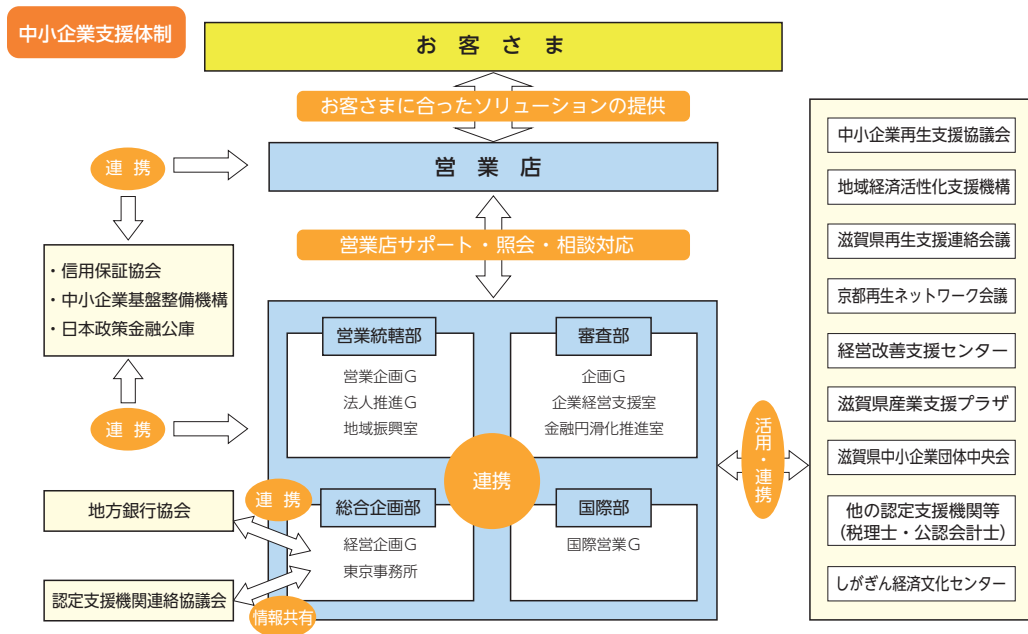 中小企業支援体制
お客さま
お客さまに合ったソリューションの提供
営業店
連携
営業店サポート・照会・相談対応
・信用保証協会
・中小企業基盤整備機構
・日本政策金融公庫
連携
営業統轄部
営業企画G
法人推進G
地域振興室
審査部
企画G
企業経営支援室
金融円滑化推進室
連携
総合企画部
経営企画G
東京事務所
国際部
国際営業G
地方銀行協会
連携
認定支援機関連絡協議会
情報共有
活用・連携
中小企業再生支援協議会
地域経済活性化支援機構
滋賀県再生支援連絡会議
京都再生ネットワーク会議
経営改善支援センター
滋賀県産業支援プラザ
滋賀県中小企業団体中央会
他の認定支援機関等
(税理士・公認会計士)
しがぎん経済文化センター